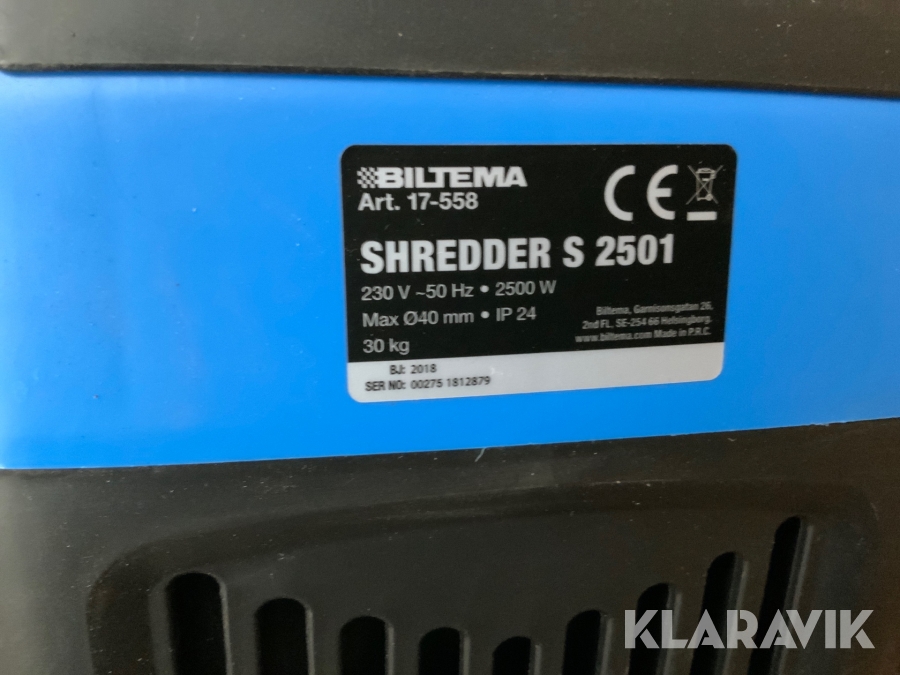 BILTEMA
Art. 17-558
CE
SHREDDER S 2501
230 V ~50 Hz • 2500 W
Max Ø40 mm • IP 24
30 kg
Biltema, Garnisonsgatan 26,
2nd FL. SE-254 66 Helsingborg.
www.biltema.com Made in P.R.C.
BJ: 2018
SER NO: 00275 1812879
KLARAVIK